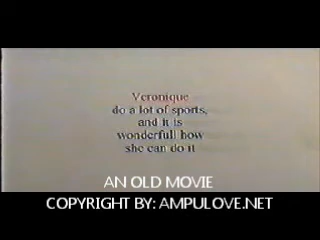 Veronique
do a lot of sports,
and it is
wonderfull how
she can do it
AN OLD MOVIE
COPYRIGHT BY: AMPULOVE.NET